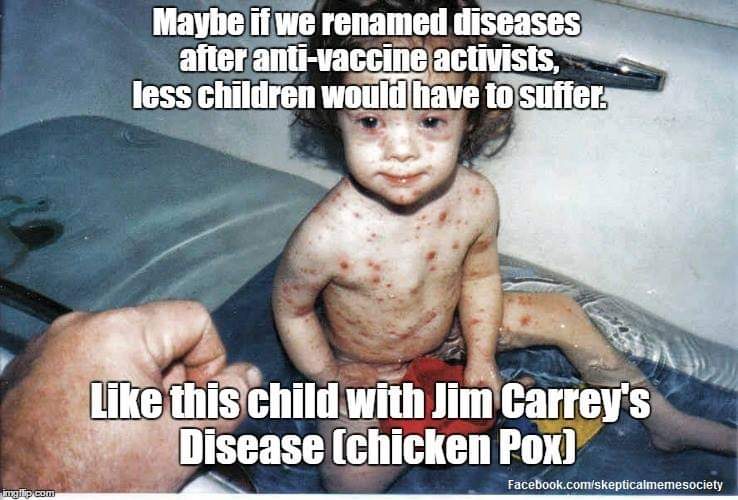 Maybe if we renamed diseases
after anti-vaccine activists,
less children would have to suffer.
Like this child with Jim Carrey's
Disease (chicken Pox)
Facebook.com/skepticalmemesociety
imgflip.com